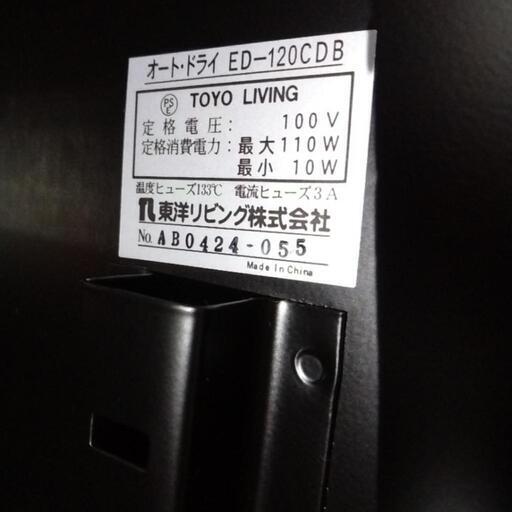 オート・ドライ ED-120CDB
PSE TOYO LIVING
定格電圧: 100V
定格消費電力: 最大110W
最小 10W
温度ヒューズ133℃ 電流ヒューズ3A
東洋リビング株式会社
No. AB0424-055
Made In China